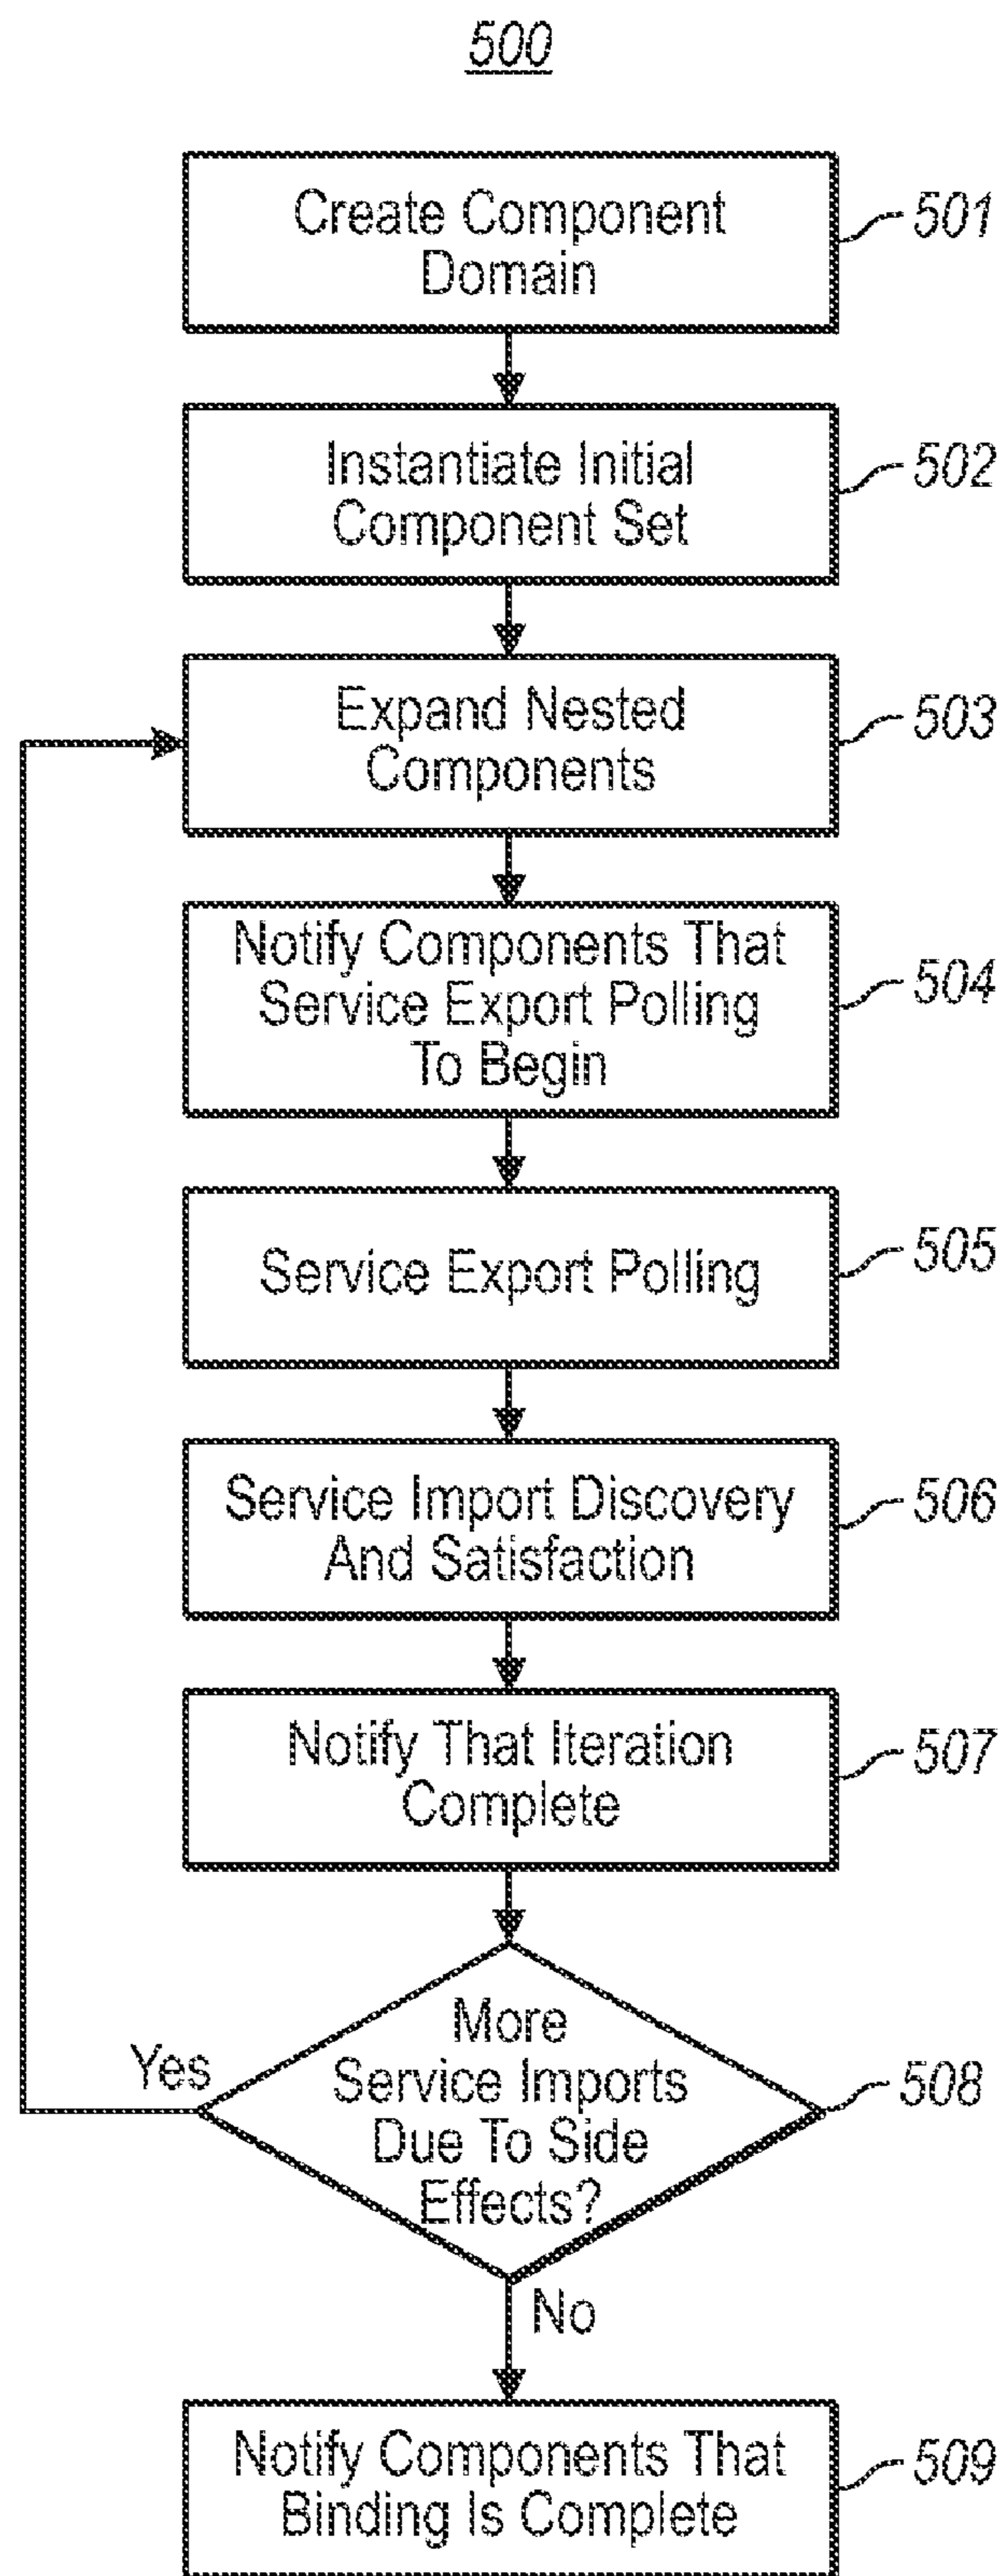 500
Create Component
Domain
501
Instantiate Initial
Component Set
502
Expand Nested
Components
503
Notify Components That
Service Export Polling
To Begin
504
Service Export Polling
505
Service Import Discovery
And Satisfaction
506
Notify That Iteration
Complete
507
More
Service Imports
Due To Side
Effects?
508
Yes
No
Notify Components That
Binding Is Complete
509